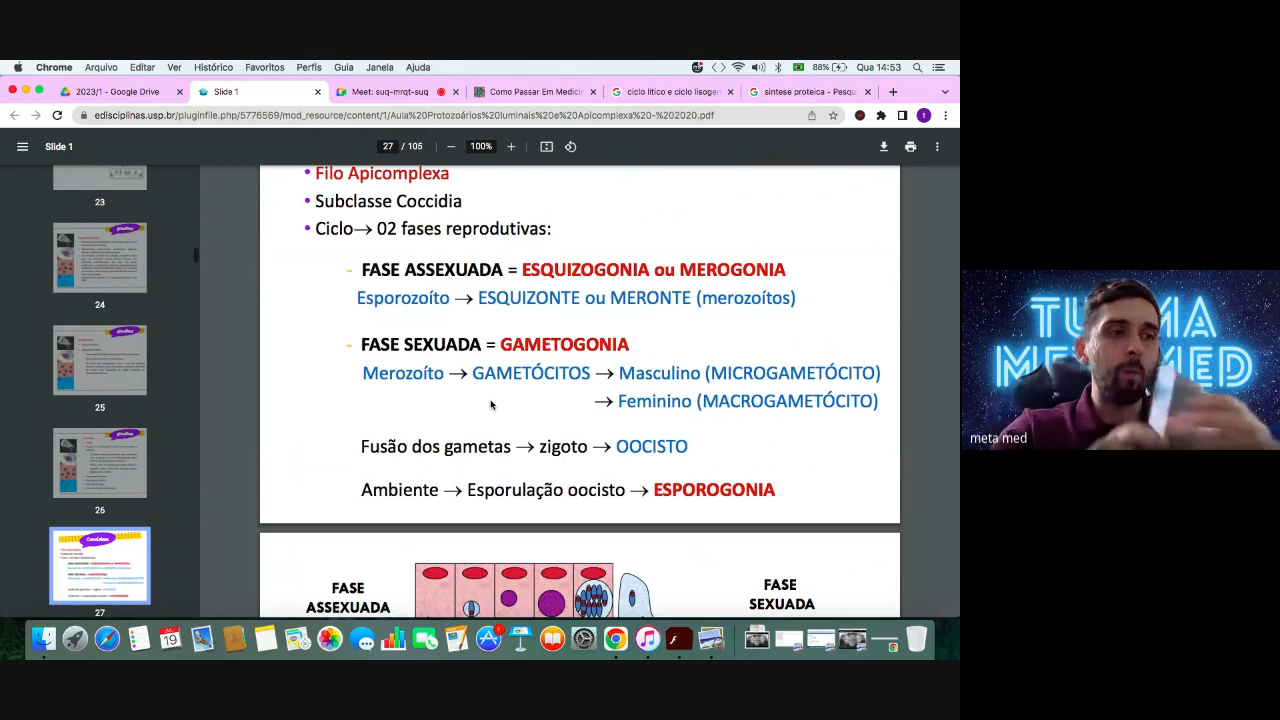 Chrome Arquivo Editar Ver Histórico Favoritos Perfis Guia Janela Ajuda 88% Qua 14:53
2023/1 - Google Drive
Slide 1
Meet: suq-mrqt-suq
Como Passar Em Medicin
ciclo litico e ciclo lisogen
sintese proteica - Pesqui
edisciplinas.usp.br/pluginfile.php/5776569/mod_resource/content/1/Aula%20Protozoários%20luminais%20e%20Apicomplexa%20-%202020.pdf
Slide 1 27 / 105 — 100% +
23
24
25
26
27
• Filo Apicomplexa
• Subclasse Coccidia
• Ciclo→ 02 fases reprodutivas:
- FASE ASSEXUADA = ESQUIZOGONIA ou MEROGONIA
Esporozoíto → ESQUIZONTE ou MERONTE (merozoítos)
- FASE SEXUADA = GAMETOGONIA
Merozoíto → GAMETÓCITOS → Masculino (MICROGAMETÓCITO)
→ Feminino (MACROGAMETÓCITO)
Fusão dos gametas → zigoto → OOCISTO
Ambiente → Esporulação oocisto → ESPOROGONIA
FASE
ASSEXUADA
FASE
SEXUADA
JUL
19
meta med